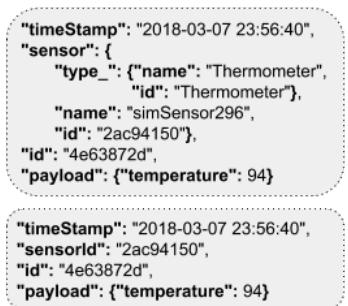 "timeStamp": "2018-03-07 23:56:40",
"sensor": {
"type_": {"name": "Thermometer",
"id": "Thermometer"},
"name": "simSensor296",
"id": "2ac94150"},
"id": "4e63872d",
"payload": {"temperature": 94}
"timeStamp": "2018-03-07 23:56:40",
"sensorId": "2ac94150",
"id": "4e63872d",
"payload": {"temperature": 94}